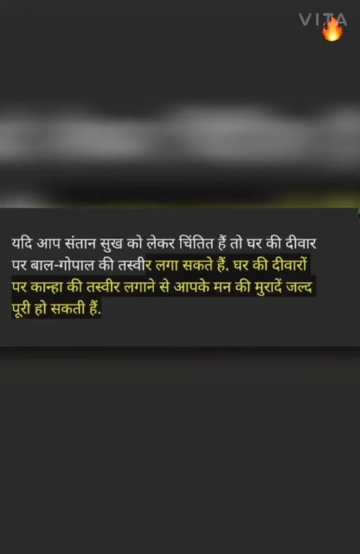 VITA
यदि आप संतान सुख को लेकर चिंतित हैं तो घर की दीवार
पर बाल-गोपाल की तस्वीर लगा सकते हैं. घर की दीवारों
पर कान्हा की तस्वीर लगाने से आपके मन की मुरादें जल्द
पूरी हो सकती हैं.